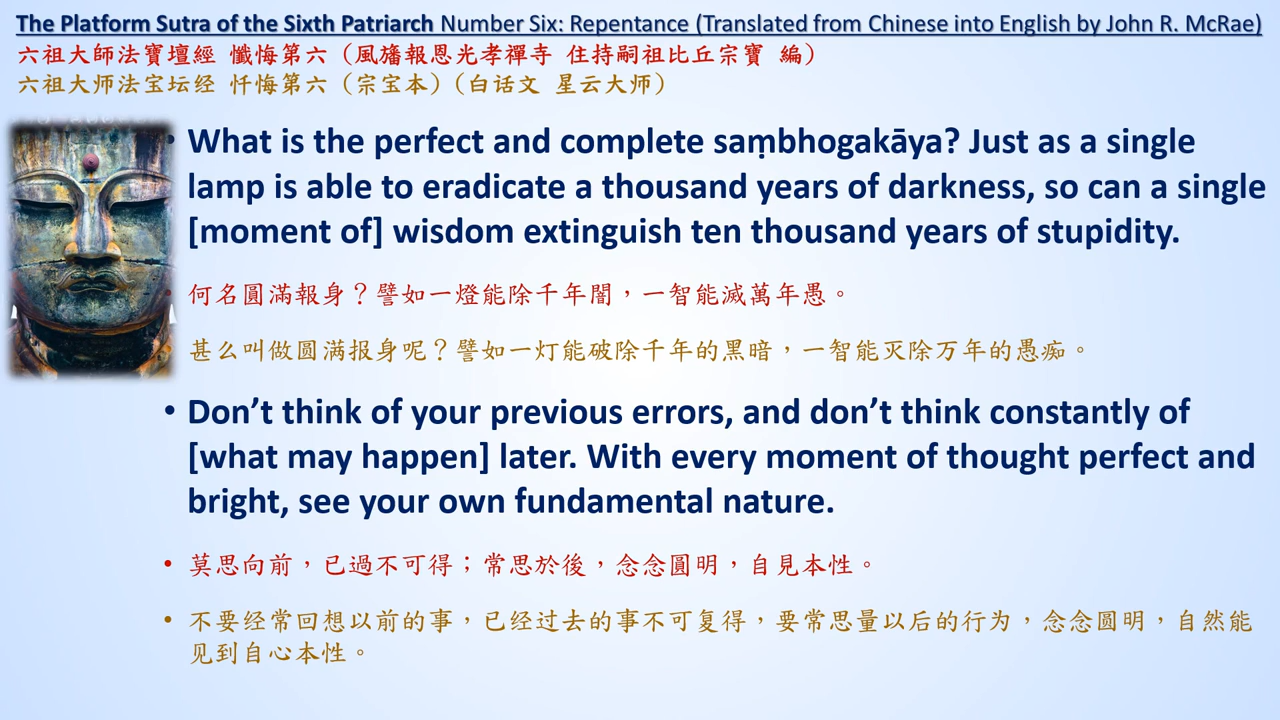 The Platform Sutra of the Sixth Patriarch Number Six: Repentance (Translated from Chinese into English by John R. McRae)
六祖大師法寶壇經 懺悔第六 (風旛報恩光孝禪寺 住持嗣祖比丘宗寶 編)
六祖大师法宝坛经 忏悔第六 (宗宝本) (白话文 星云大师)
• What is the perfect and complete saṃbhogakāya? Just as a single
lamp is able to eradicate a thousand years of darkness, so can a single
[moment of] wisdom extinguish ten thousand years of stupidity.
何名圓滿報身？譬如一燈能除千年闇，一智能滅萬年愚。
甚么叫做圆满报身呢？譬如一灯能破除千年的黑暗，一智能灭除万年的愚痴。
• Don’t think of your previous errors, and don’t think constantly of
[what may happen] later. With every moment of thought perfect and
bright, see your own fundamental nature.
• 莫思向前，已過不可得；常思於後，念念圓明，自見本性。
• 不要经常回想以前的事，已经过去的事不可复得，要常思量以后的行为，念念圆明，自然能
见到自心本性。